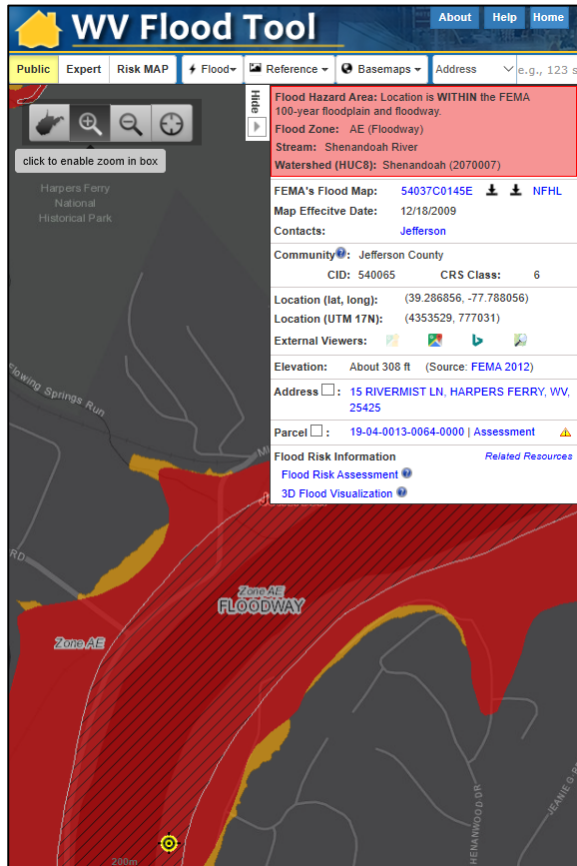 WV Flood Tool
About Help Home
Public Expert Risk MAP Flood Reference Basemaps Address e.g., 123 s
Hide
click to enable zoom in box
Flood Hazard Area: Location is WITHIN the FEMA
100-year floodplain and floodway.
Flood Zone: AE (Floodway)
Stream: Shenandoah River
Watershed (HUC8): Shenandoah (2070007)
FEMA's Flood Map: 54037C0145E NFHL
Map Effecitve Date: 12/18/2009
Contacts: Jefferson
Community: Jefferson County
CID: 540065 CRS Class: 6
Location (lat, long): (39.286856, -77.788056)
Location (UTM 17N): (4353529, 777031)
External Viewers:
Elevation: About 308 ft (Source: FEMA 2012)
Address : 15 RIVERMIST LN, HARPERS FERRY, WV,
25425
Parcel : 19-04-0013-0064-0000 | Assessment
Flood Risk Information Related Resources
Flood Risk Assessment
3D Flood Visualization
Harpers Ferry
National
Historical Park
Flowing Springs Run
RD
Zone AE
FLOODWAY
Zone AE
SHENANWOOD DR
200m